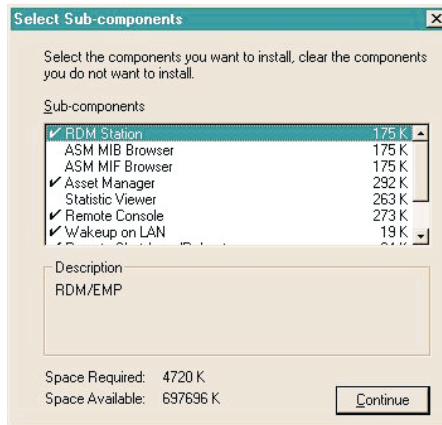 Select Sub-components
Select the components you want to install, clear the components
you do not want to install.
Sub-components
RDM Station 175 K
ASM MIB Browser 175 K
ASM MIF Browser 175 K
Asset Manager 292 K
Statistic Viewer 263 K
Remote Console 273 K
Wakeup on LAN 19 K
Description
RDM/EMP
Space Required: 4720 K
Space Available: 697696 K
Continue